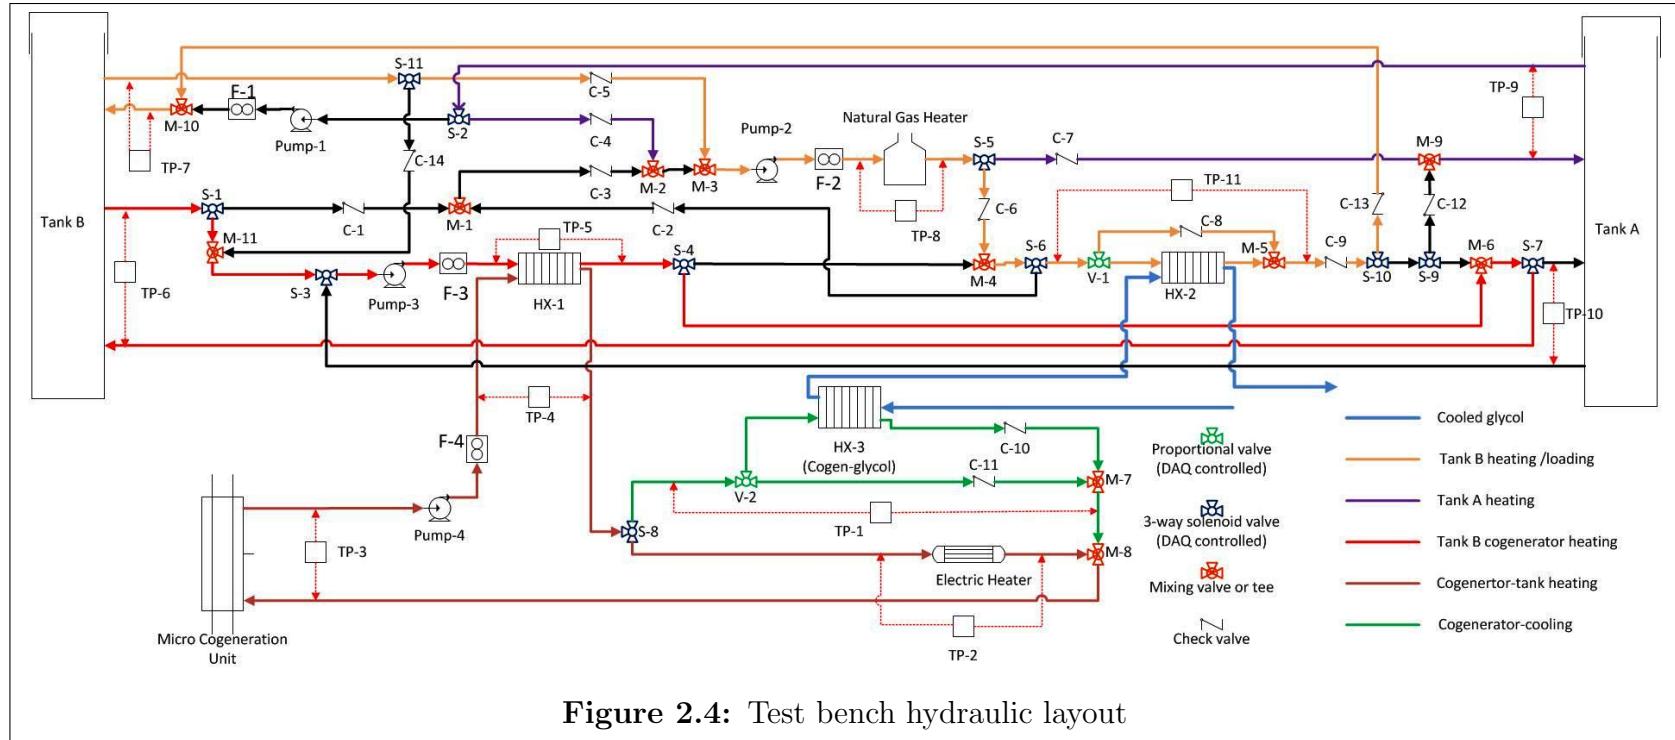 S-11
F-1
C-5
TP-9
M-10
S-2
C-4
Pump-1
Pump-2
Natural Gas Heater
S-5
C-7
M-9
C-14
TP-7
C-3
M-2
M-3
F-2
TP-11
S-1
Tank B
C-1
M-1
C-2
TP-8
C-6
C-13
C-12
Tank A
M-11
TP-5
S-4
S-6
C-8
M-5
C-9
M-6
S-7
TP-6
S-3
Pump-3
F-3
HX-1
M-4
V-1
HX-2
S-10
S-9
TP-10
TP-4
F-4
HX-3
(Cogen-glycol)
C-10
C-11
V-2
M-7
Proportional valve
(DAQ controlled)
Cooled glycol
Tank B heating /loading
TP-3
Pump-4
S-8
TP-1
M-8
3-way solenoid valve
(DAQ controlled)
Tank A heating
Tank B cogenerator heating
Electric Heater
Mixing valve or tee
Cogenertor-tank heating
Micro Cogeneration
Unit
TP-2
Check valve
Cogenerator-cooling
Figure 2.4: Test bench hydraulic layout